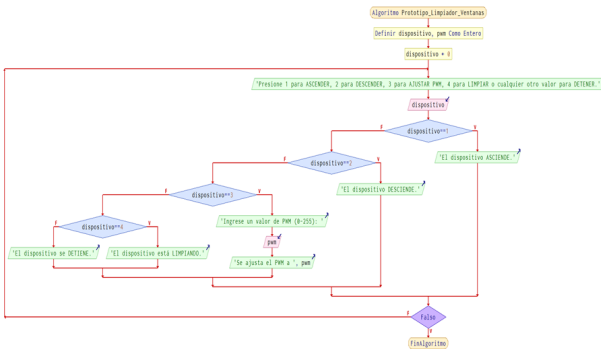 Algoritmo Prototipo_Limpiador_Ventanas
Definir dispositivo, pwm Como Entero
dispositivo = 0
"Presione 1 para ASCENDER, 2 para DESCENDER, 3 para AJUSTAR PWM, 4 para LIMPIAR o cualquier otro valor para DETENER."
dispositivo
F dispositivo==1 V
'El dispositivo ASCIENDE.'
F dispositivo==2 V
'El dispositivo DESCIENDE.'
F dispositivo==3 V
'Ingrese un valor de PWM (0-255): '
F dispositivo==4 V
pwm
'El dispositivo se DETIENE.'
'El dispositivo está LIMPIANDO.'
'Se ajusta el PWM a ', pwm
F Falso
V
FinAlgoritmo